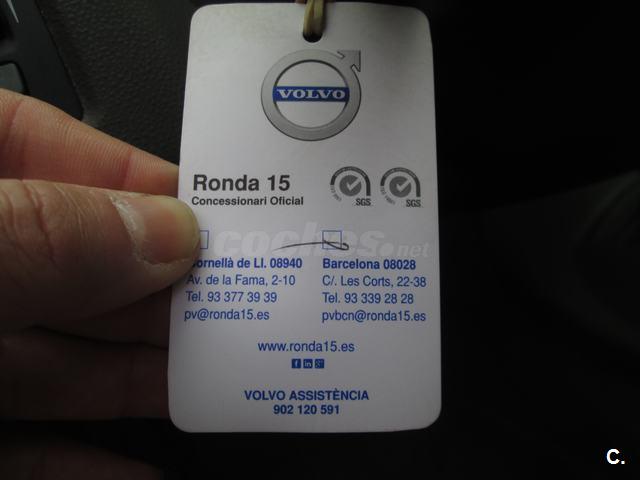 VOLVO
Ronda 15
Concessionari Oficial
SGS SGS
coches.net
Cornellà de Ll. 08940
Av. de la Fama, 2-10
Tel. 93 377 39 39
pv@ronda15.es
Barcelona 08028
C/. Les Corts, 22-38
Tel. 93 339 28 28
pvbcn@ronda15.es
www.ronda15.es
f in g+
VOLVO ASSISTÈNCIA
902 120 591
C.